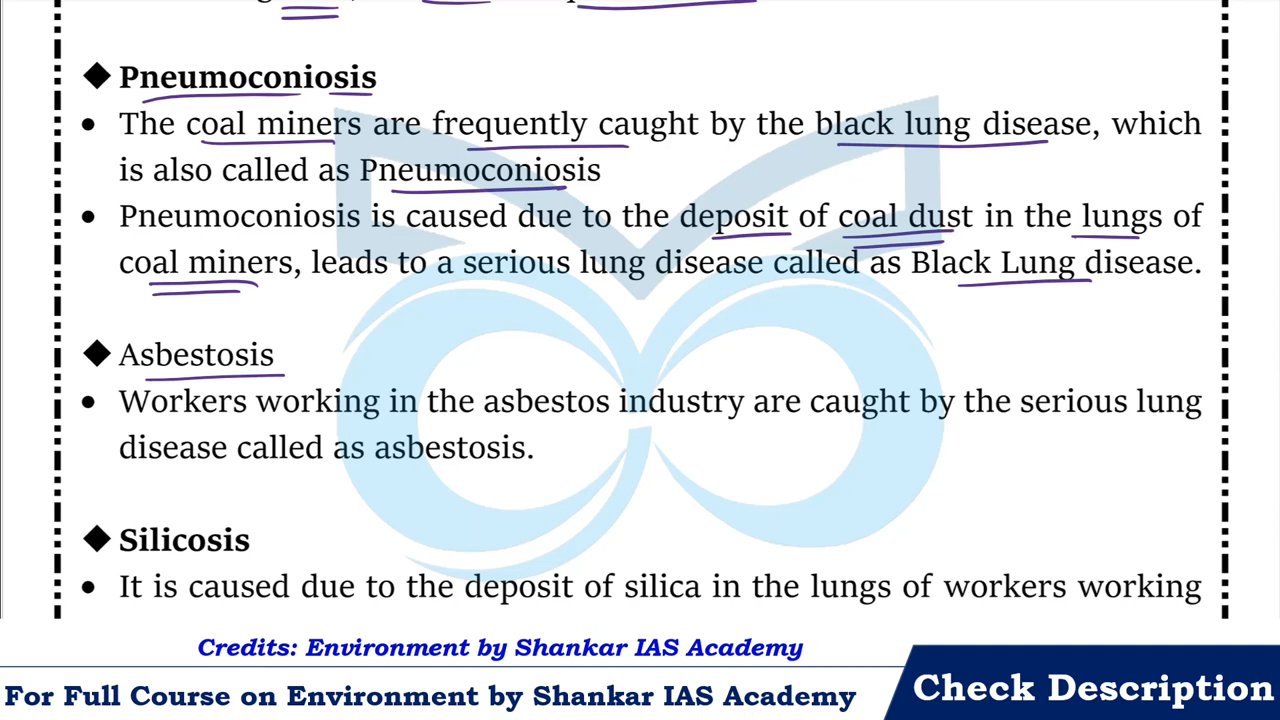 Pneumoconiosis
The coal miners are frequently caught by the black lung disease, which
is also called as Pneumoconiosis
Pneumoconiosis is caused due to the deposit of coal dust in the lungs of
coal miners, leads to a serious lung disease called as Black Lung disease.
Asbestosis
Workers working in the asbestos industry are caught by the serious lung
disease called as asbestosis.
Silicosis
It is caused due to the deposit of silica in the lungs of workers working
Credits: Environment by Shankar IAS Academy
For Full Course on Environment by Shankar IAS Academy
Check Description